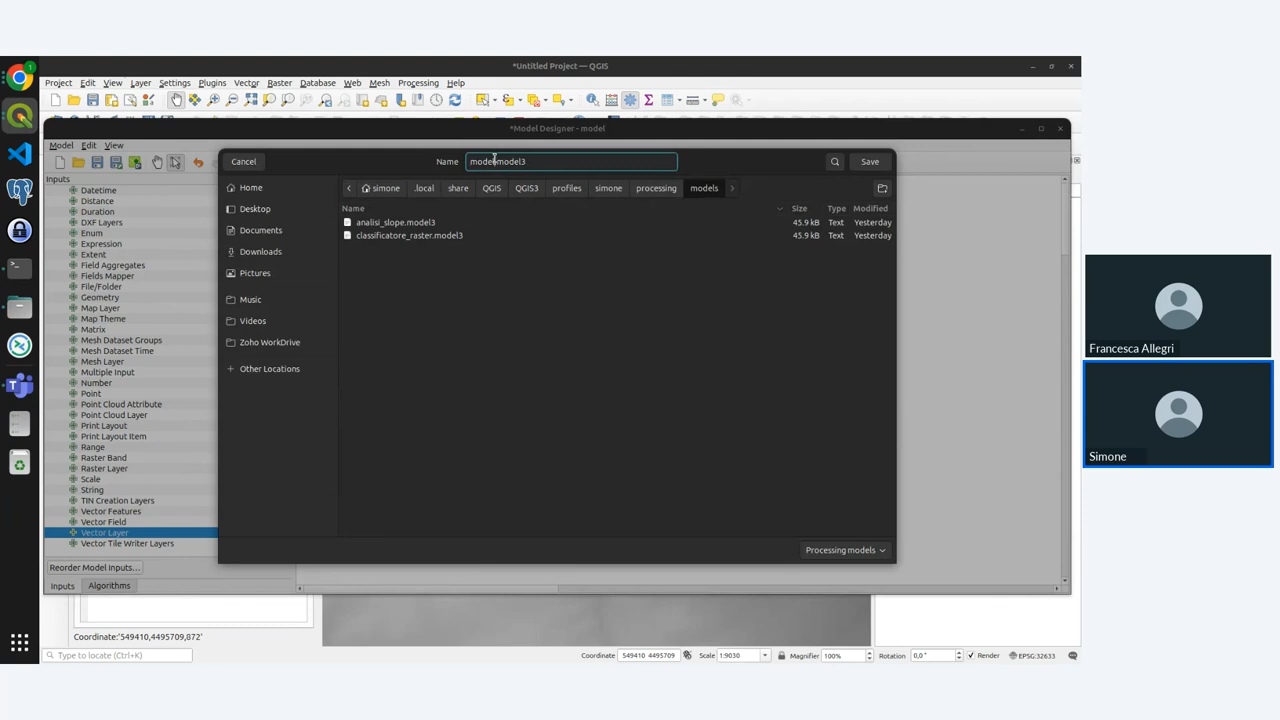 *Untitled Project — QGIS
Project Edit View Layer Settings Plugins Vector Raster Database Web Mesh Processing Help
*Model Designer - model
Model Edit View
Cancel
Name
model.model3
Save
Inputs
Home
simone .local share QGIS QGIS3 profiles simone processing models
Datetime
Distance
Desktop
Name
Size Type Modified
Duration
DXF Layers
analisi_slope.model3
45.9 kB Text Yesterday
Enum
Documents
classificatore_raster.model3
45.9 kB Text Yesterday
Expression
Extent
Downloads
Field Aggregates
Fields Mapper
Pictures
File/Folder
Geometry
Music
Map Layer
Map Theme
Videos
Matrix
Mesh Dataset Groups
Zoho WorkDrive
Mesh Dataset Time
Mesh Layer
Other Locations
Multiple Input
Number
Point
Point Cloud Attribute
Point Cloud Layer
Print Layout
Print Layout Item
Range
Raster Band
Raster Layer
Scale
String
TIN Creation Layers
Vector Features
Vector Field
Vector Layer
Vector Tile Writer Layers
Processing models
Reorder Model Inputs...
Inputs Algorithms
Coordinate:'549410,4495709,872'
Type to locate (Ctrl+K)
Coordinate 549410 4495709 Scale 1:9030 Magnifier 100% Rotation 0,0 ° Render EPSG:32633
Francesca Allegri
Simone
1